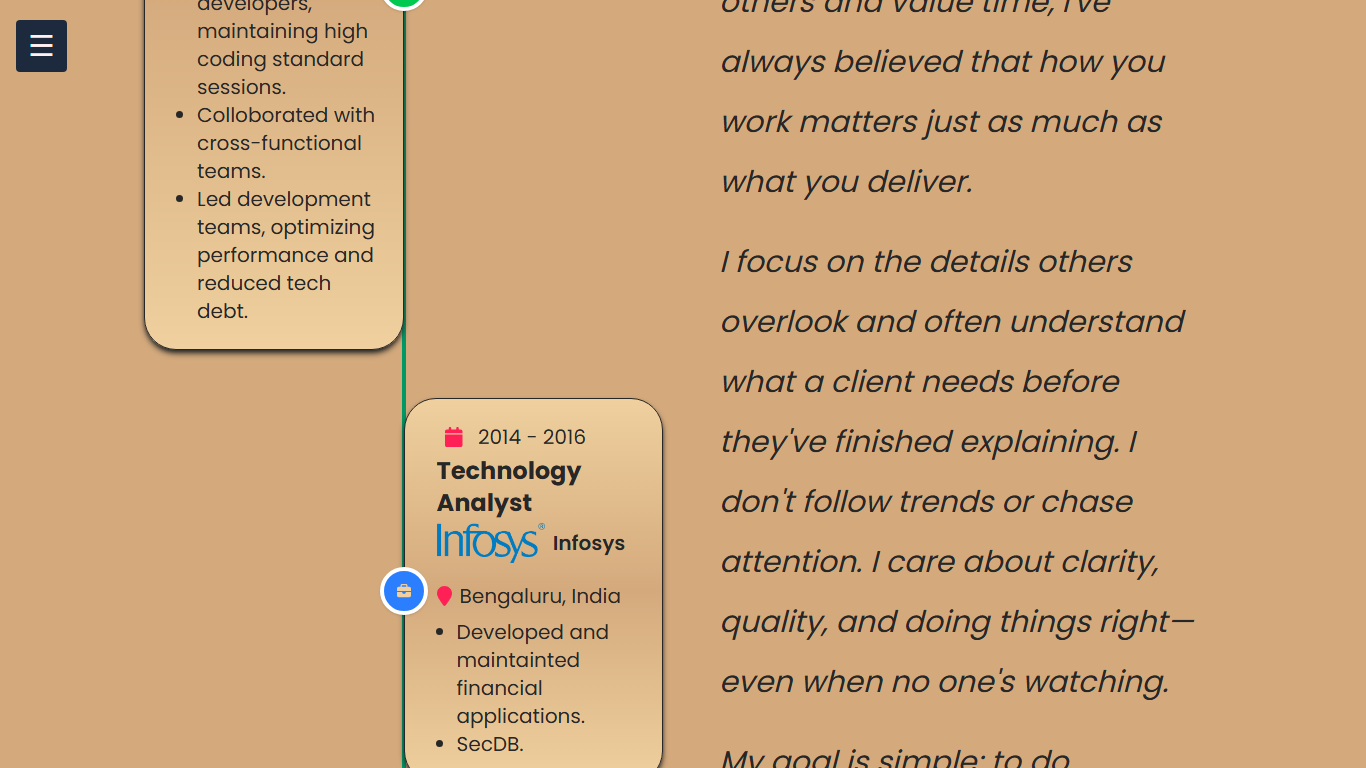 developers,
maintaining high
coding standard
sessions.
Colloborated with
cross-functional
teams.
Led development
teams, optimizing
performance and
reduced tech
debt.
2014 - 2016
Technology
Analyst
Infosys® Infosys
Bengaluru, India
Developed and
maintainted
financial
applications.
SecDB.
others and value time, I've
always believed that how you
work matters just as much as
what you deliver.
I focus on the details others
overlook and often understand
what a client needs before
they've finished explaining. I
don't follow trends or chase
attention. I care about clarity,
quality, and doing things right—
even when no one's watching.
My goal is simple: to do